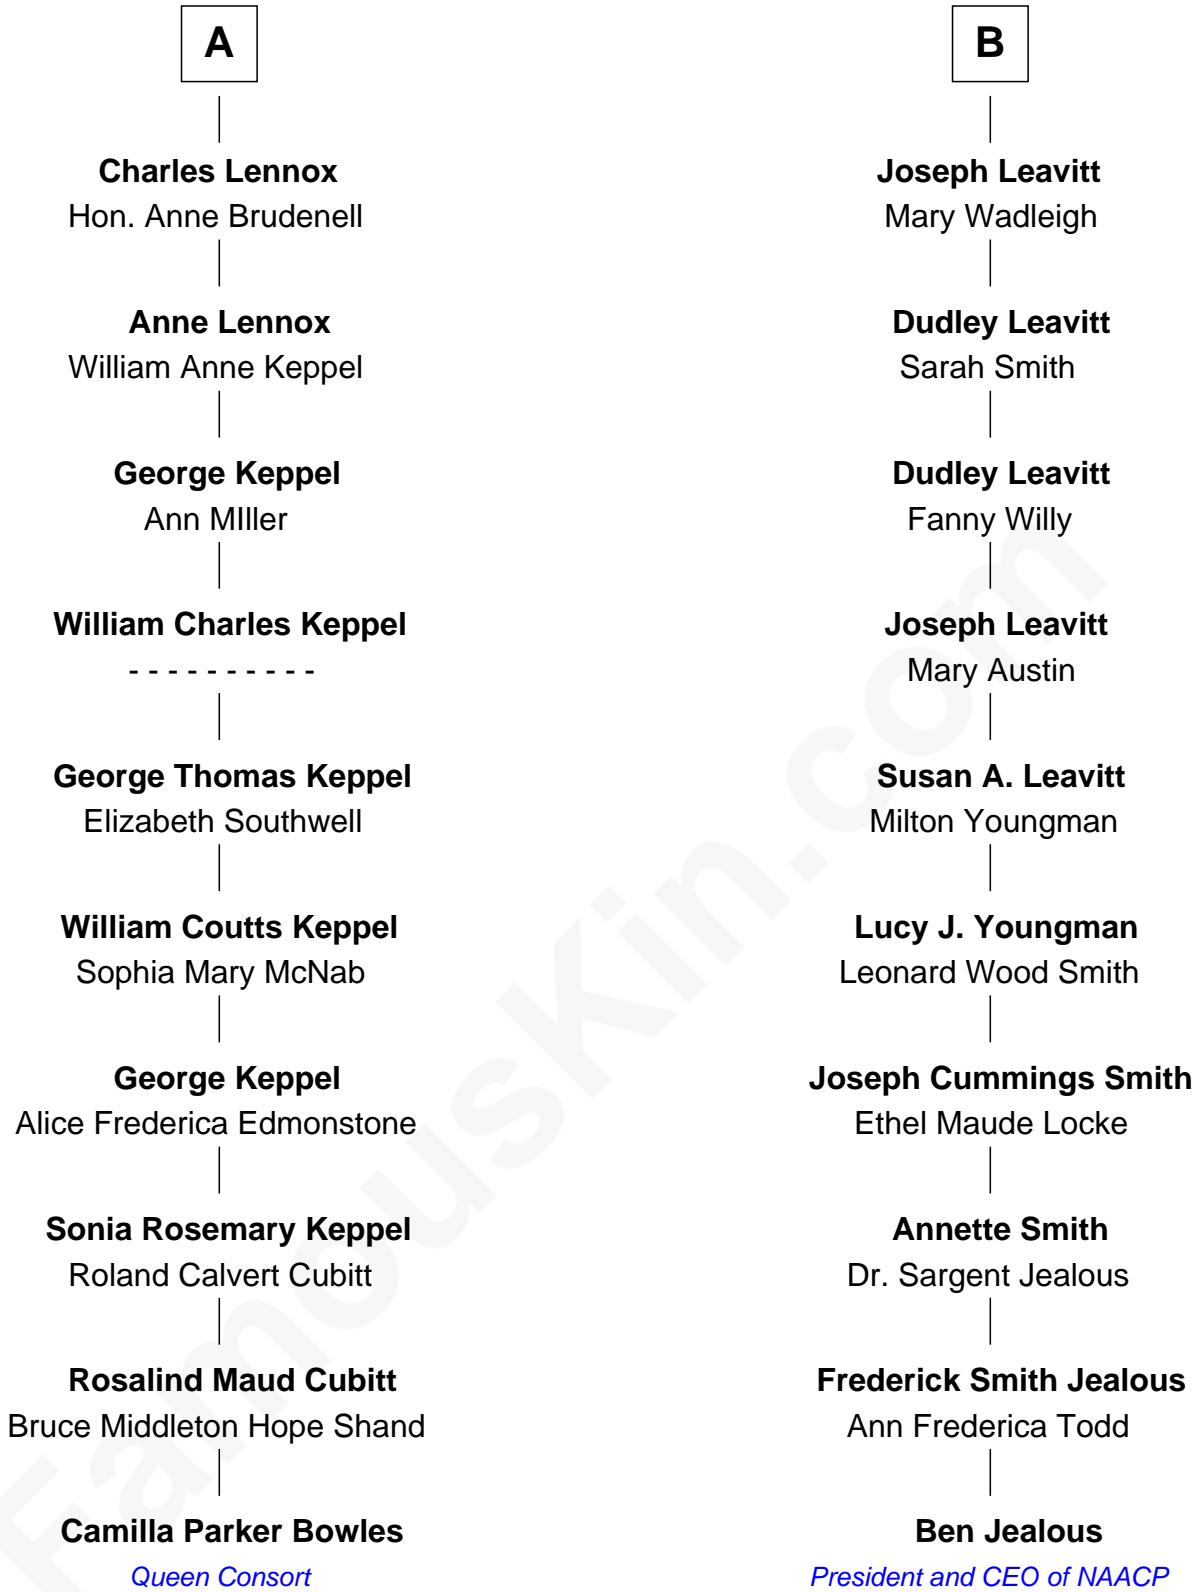 A
Charles Lennox
Hon. Anne Brudenell
Anne Lennox
William Anne Keppel
George Keppel
Ann MIller
William Charles Keppel
- - - - - - - - - -
George Thomas Keppel
Elizabeth Southwell
William Coutts Keppel
Sophia Mary McNab
George Keppel
Alice Frederica Edmonstone
Sonia Rosemary Keppel
Roland Calvert Cubitt
Rosalind Maud Cubitt
Bruce Middleton Hope Shand
Camilla Parker Bowles
Queen Consort
B
Joseph Leavitt
Mary Wadleigh
Dudley Leavitt
Sarah Smith
Dudley Leavitt
Fanny Willy
Joseph Leavitt
Mary Austin
Susan A. Leavitt
Milton Youngman
Lucy J. Youngman
Leonard Wood Smith
Joseph Cummings Smith
Ethel Maude Locke
Annette Smith
Dr. Sargent Jealous
Frederick Smith Jealous
Ann Frederica Todd
Ben Jealous
President and CEO of NAACP
FamousKin.com